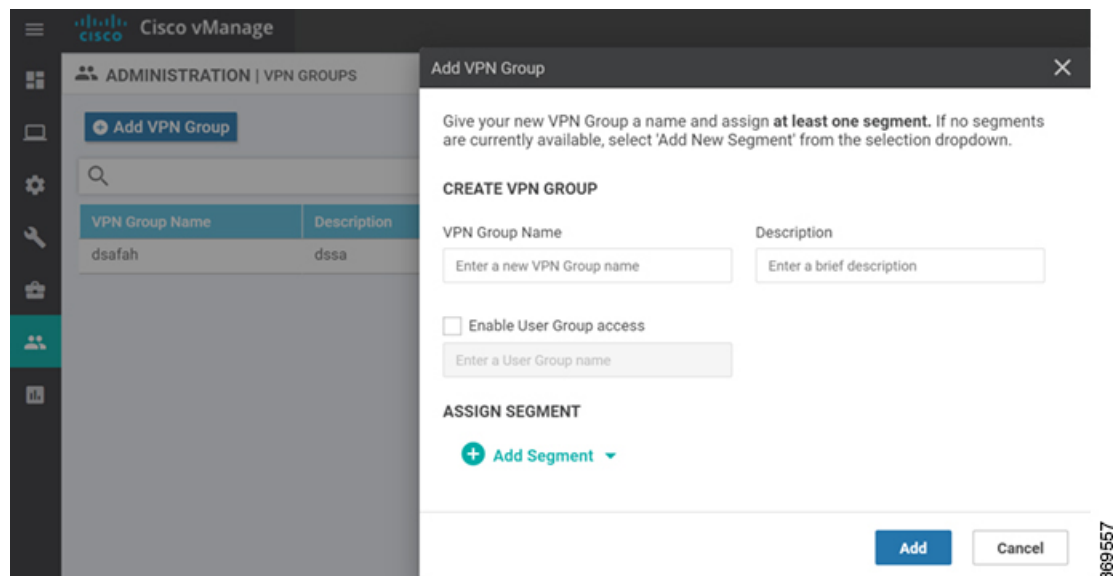 cisco Cisco vManage
ADMINISTRATION | VPN GROUPS
Add VPN Group
VPN Group Name Description
dsafah dssa
Add VPN Group
Give your new VPN Group a name and assign at least one segment. If no segments
are currently available, select 'Add New Segment' from the selection dropdown.
CREATE VPN GROUP
VPN Group Name Description
Enter a new VPN Group name Enter a brief description
Enable User Group access
Enter a User Group name
ASSIGN SEGMENT
Add Segment
Add Cancel